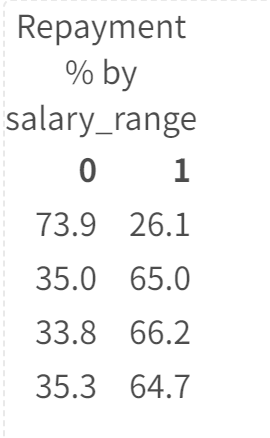 Repayment
% by
salary_range
0 1
73.9 26.1
35.0 65.0
33.8 66.2
35.3 64.7